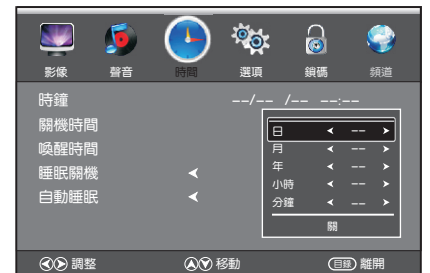 影像 聲音 時間 選項 鎖碼 頻道
時鐘 --/-- /-- --:--
關機時間
喚醒時間
睡眠關機
自動睡眠
日 --
月 --
年 --
小時 --
分鐘 --
關
調整 移動 目錄 離開